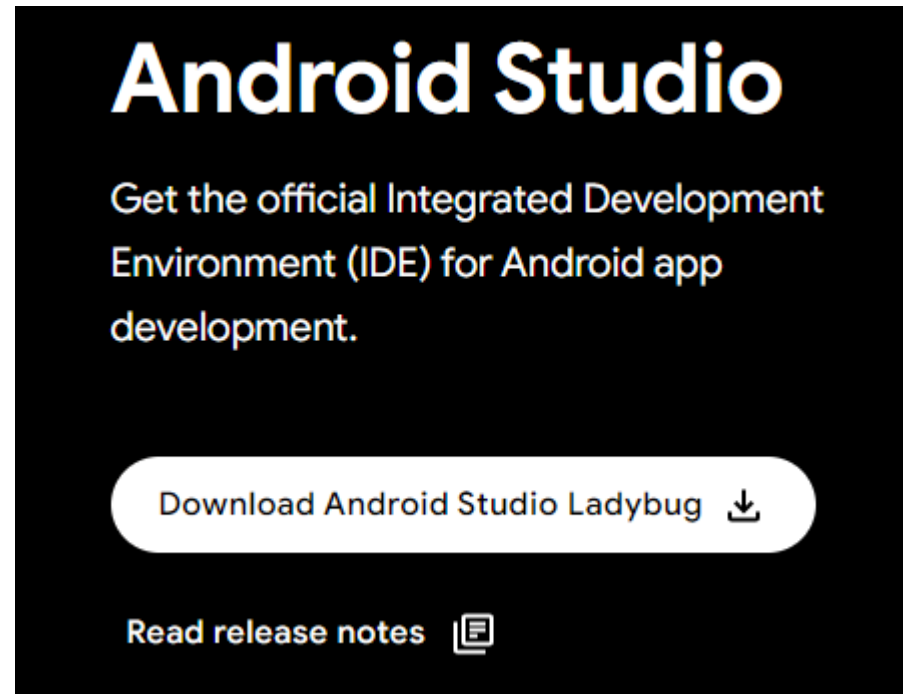 Android Studio
Get the official Integrated Development
Environment (IDE) for Android app
development.
Download Android Studio Ladybug
Read release notes